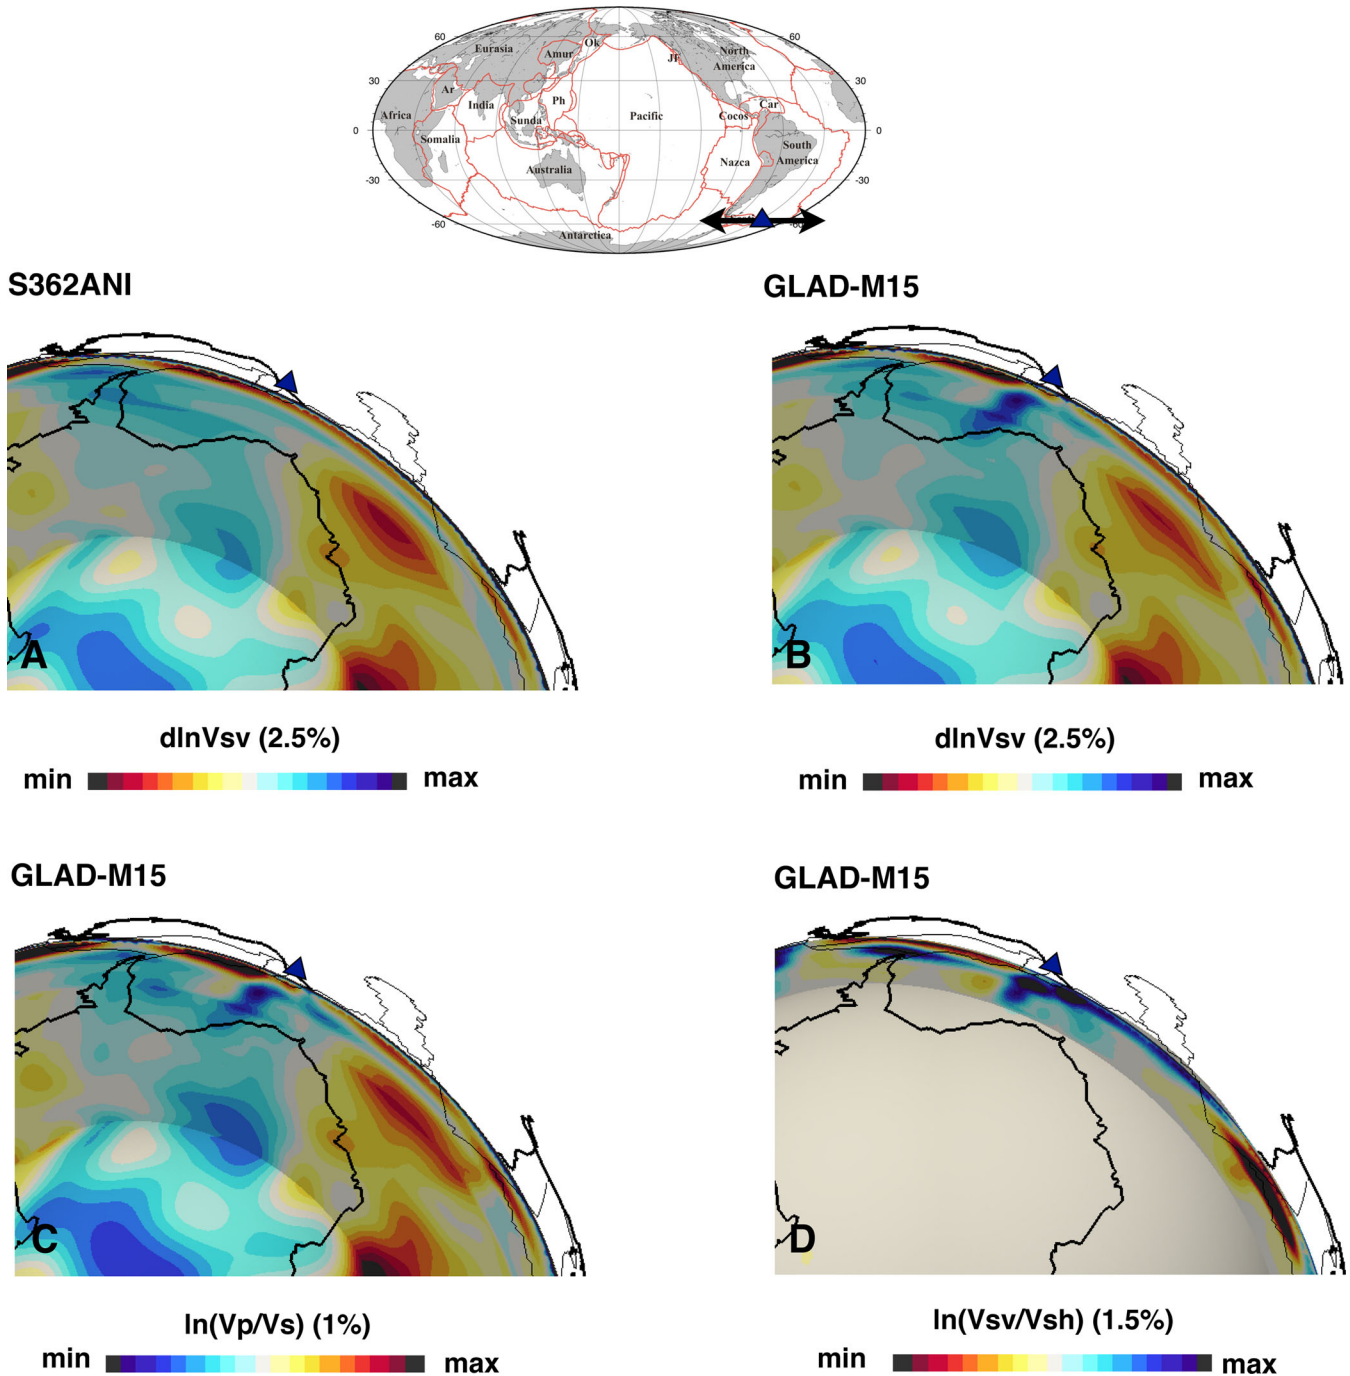 60
60
Eurasia
Amur
Ok
JF
North
America
30
30
Ar
India
Ph
Car
Africa
Sunda
Pacific
Cocos
0
0
Somalia
South
America
Australia
Nazca
-30
-30
-60
Antarctica
S362ANI
GLAD-M15
A
B
dlnVsv (2.5%)
dlnVsv (2.5%)
min
max
min
max
GLAD-M15
GLAD-M15
C
D
ln(Vp/Vs) (1%)
ln(Vsv/Vsh) (1.5%)
min
max
min
max